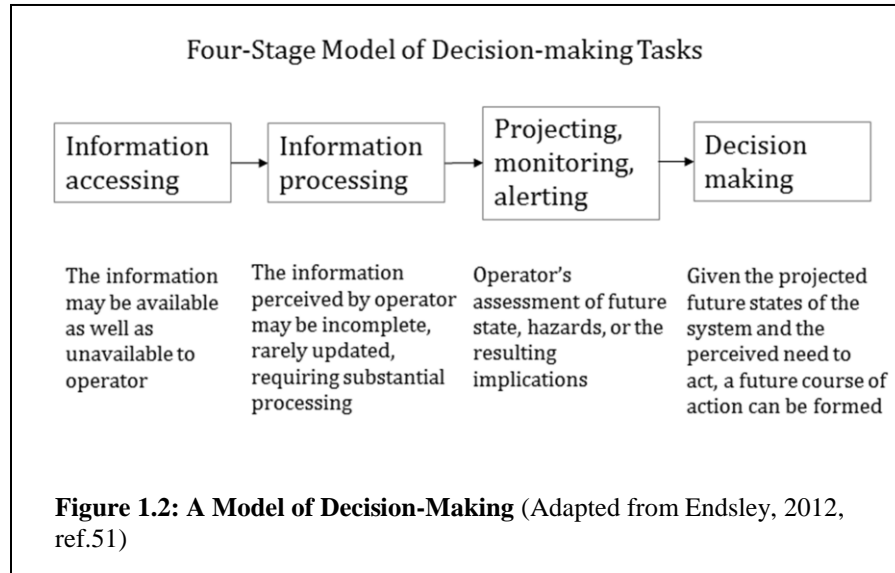 Four-Stage Model of Decision-making Tasks
Information
accessing
Information
processing
Projecting,
monitoring,
alerting
Decision
making
The information
may be available
as well as
unavailable to
operator
The information
perceived by operator
may be incomplete,
rarely updated,
requiring substantial
processing
Operator's
assessment of future
state, hazards, or the
resulting
implications
Given the projected
future states of the
system and the
perceived need to
act, a future course of
action can be formed
Figure 1.2: A Model of Decision-Making (Adapted from Endsley, 2012,
ref.51)